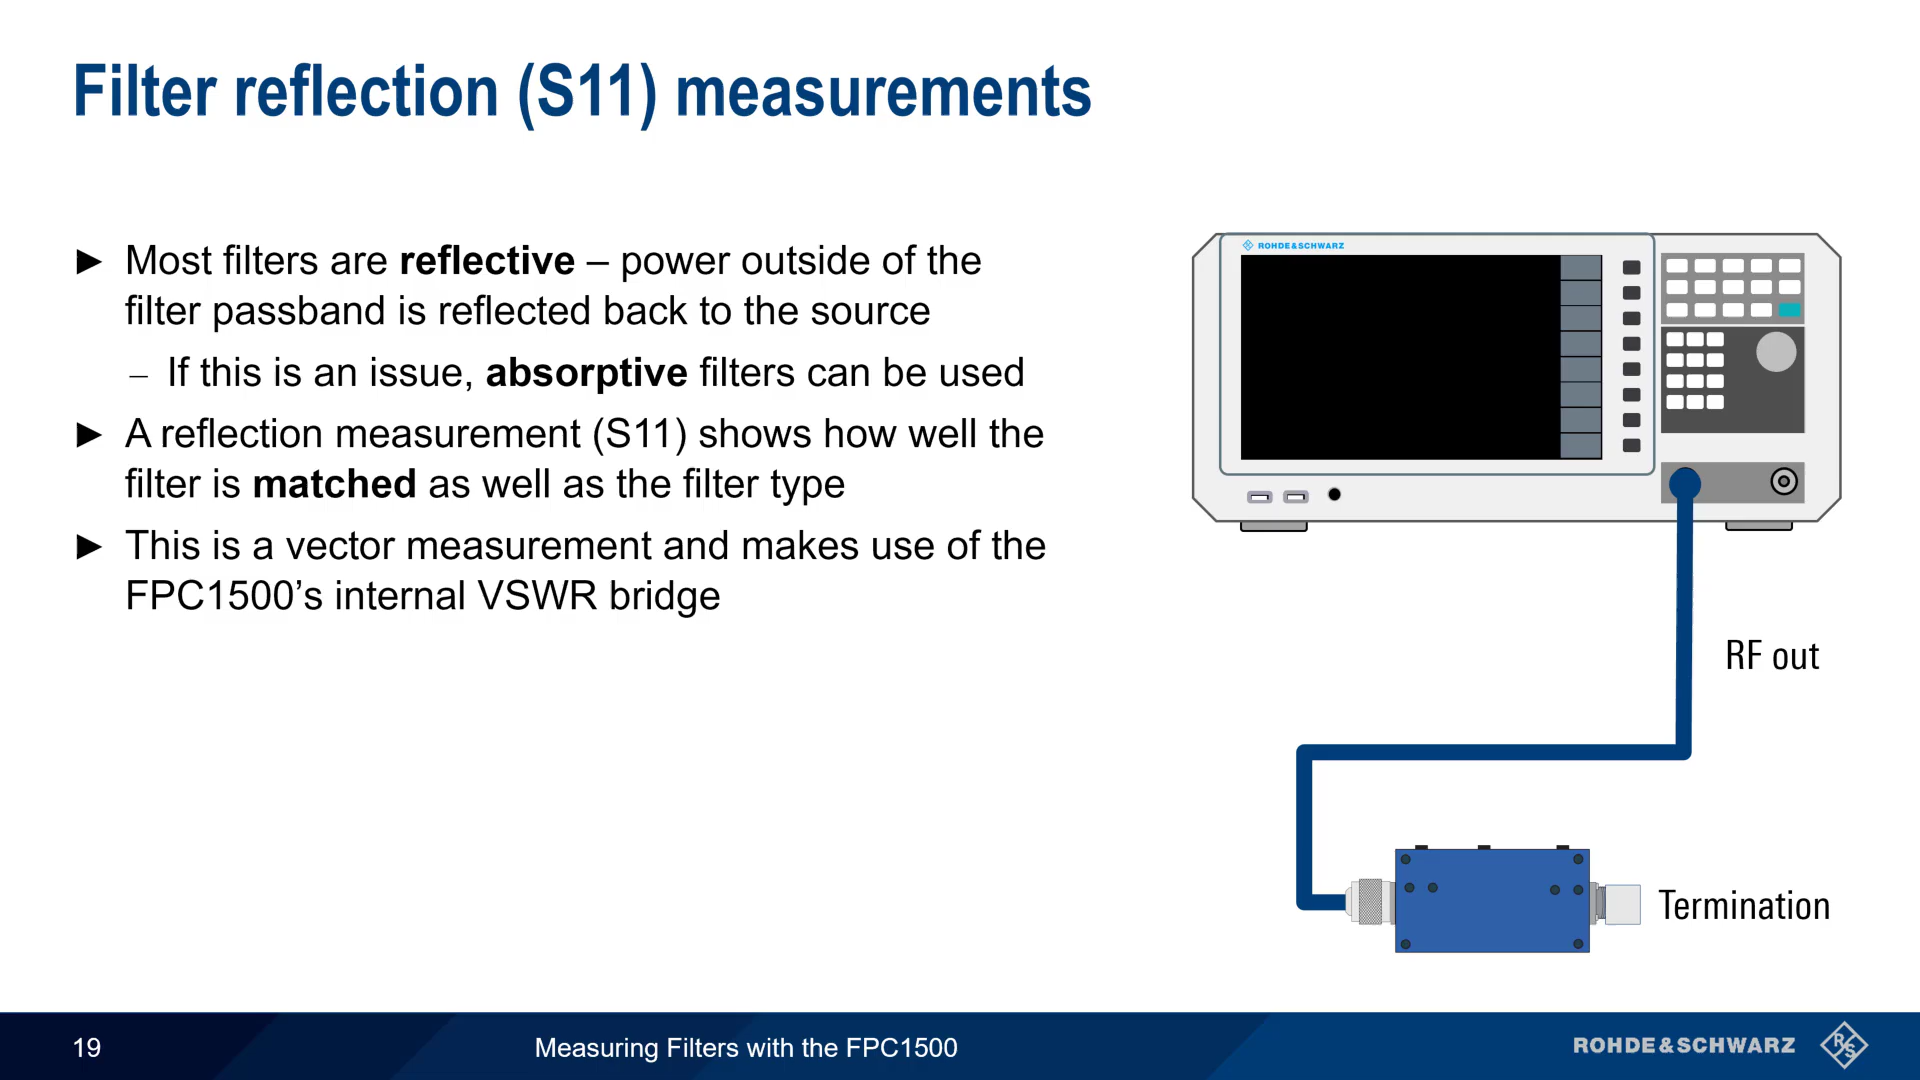 Filter reflection (S11) measurements
► Most filters are reflective – power outside of the
filter passband is reflected back to the source
– If this is an issue, absorptive filters can be used
► A reflection measurement (S11) shows how well the
filter is matched as well as the filter type
► This is a vector measurement and makes use of the
FPC1500’s internal VSWR bridge
ROHDE&SCHWARZ
RF out
Termination
19
Measuring Filters with the FPC1500
ROHDE&SCHWARZ
R&S